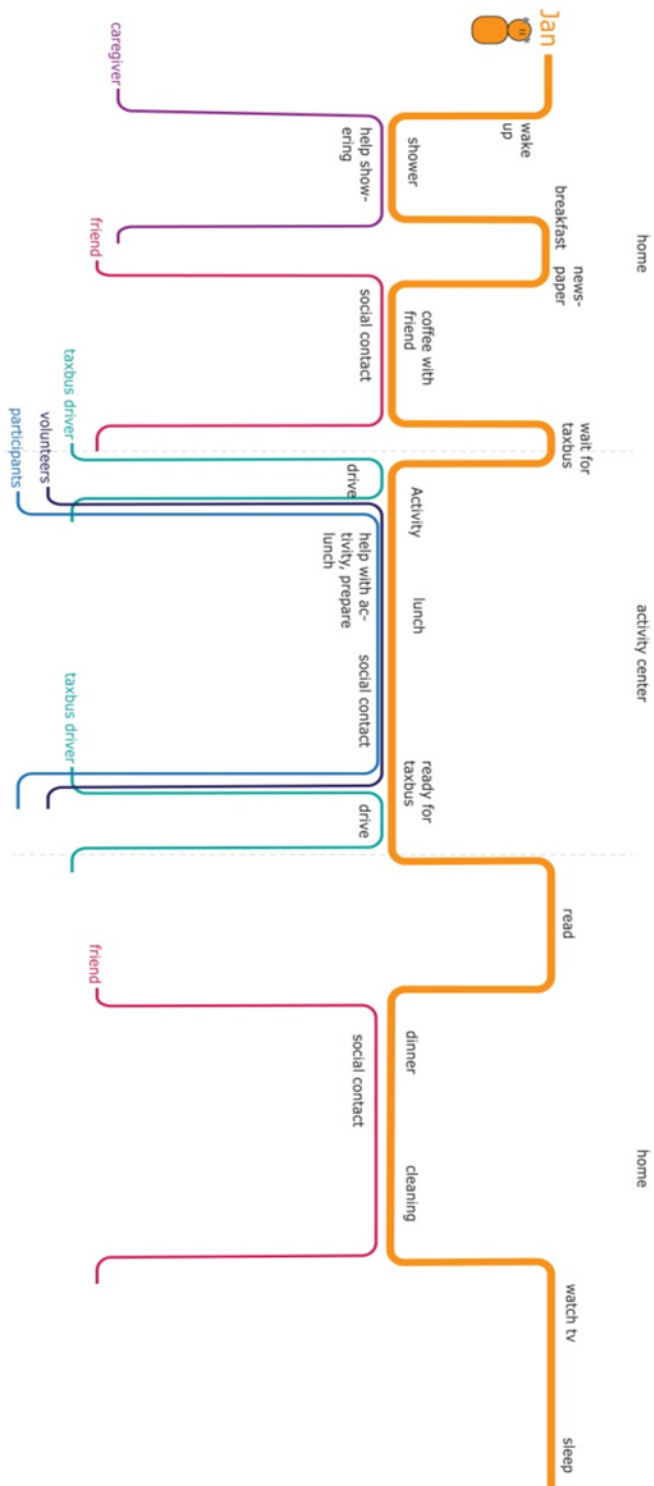 home
activity center
home
Jan
wake
up
breakfast
news-
paper
wait for
taxbus
read
watch tv
sleep
shower
coffee with
friend
Activity
lunch
ready for
taxbus
dinner
cleaning
help show-
ering
social contact
drive
help with ac-
tivity, prepare
lunch
social contact
drive
social contact
caregiver
friend
taxbus driver
volunteers
participants
taxbus driver
friend